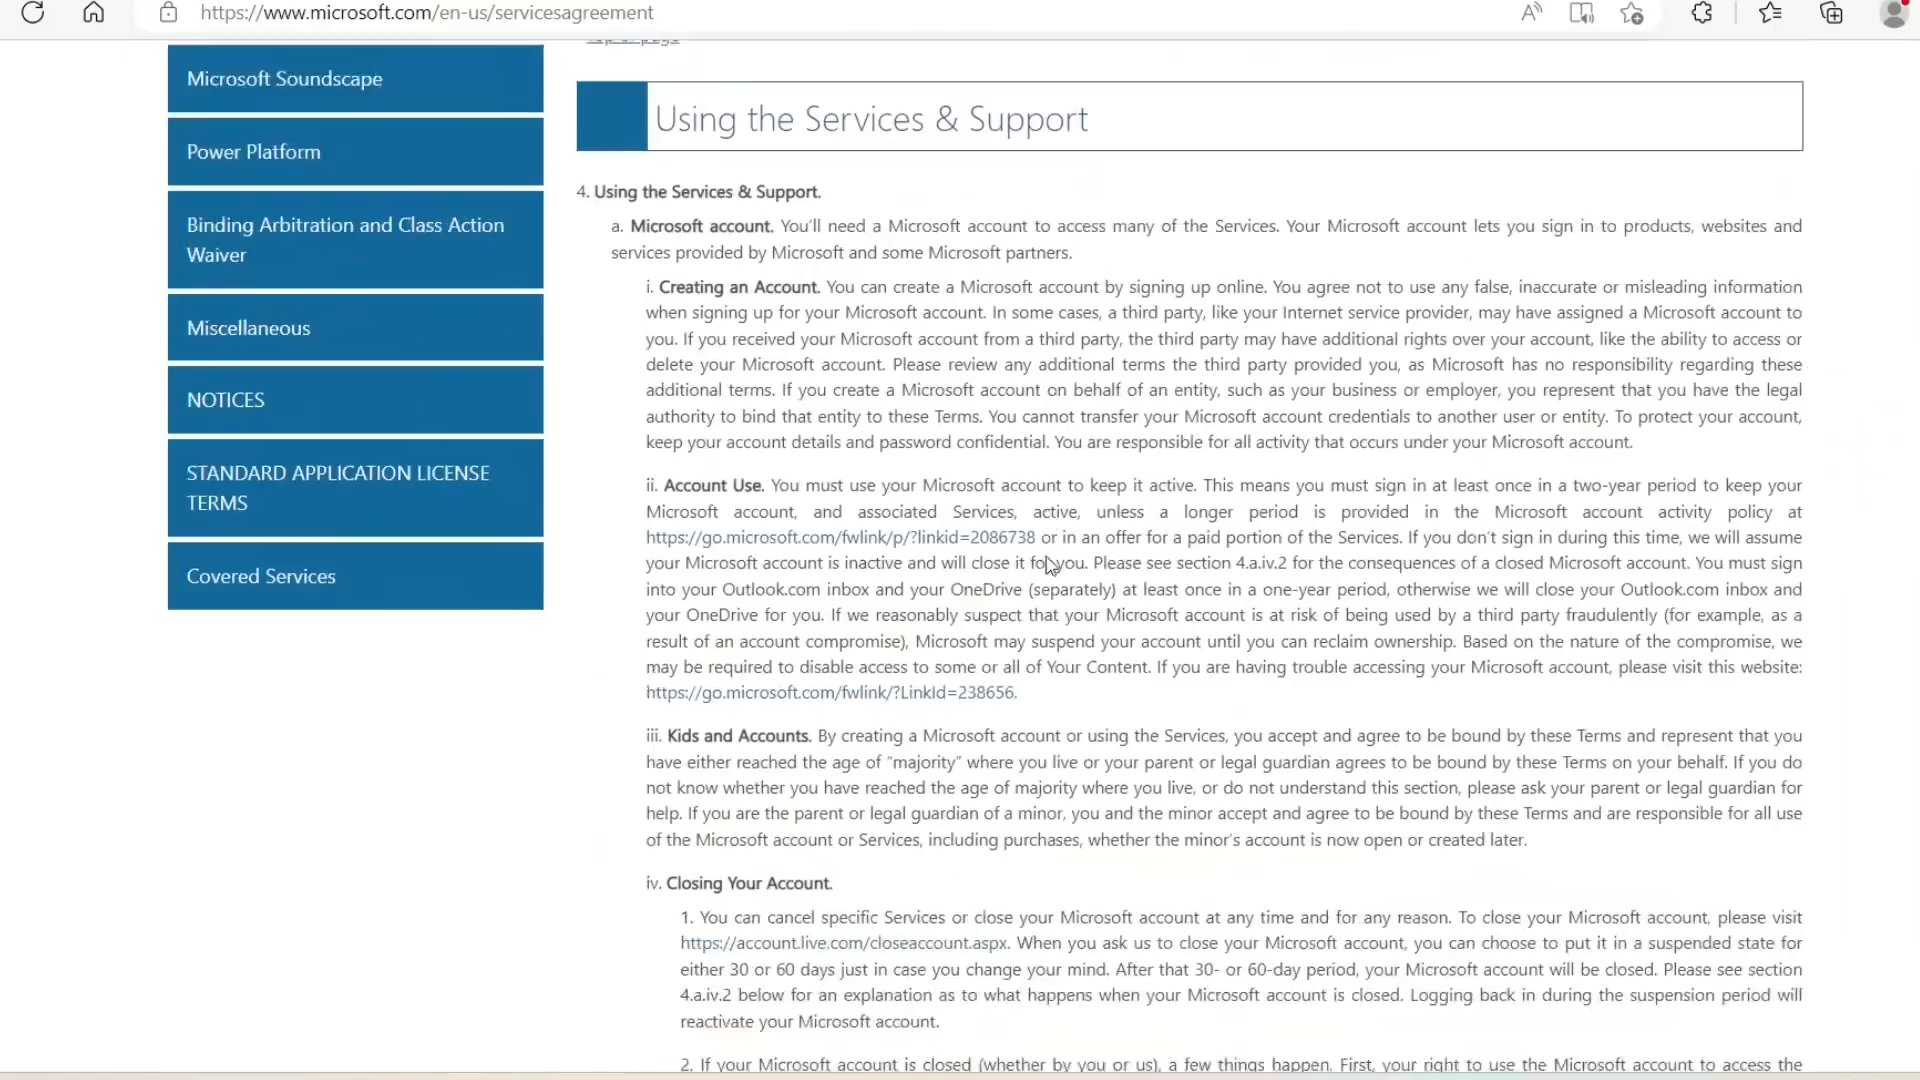 https://www.microsoft.com/en-us/servicesagreement
Top of page
Microsoft Soundscape
Power Platform
Binding Arbitration and Class Action
Waiver
Miscellaneous
NOTICES
STANDARD APPLICATION LICENSE
TERMS
Covered Services
Using the Services & Support
4. Using the Services & Support.
a. Microsoft account. You'll need a Microsoft account to access many of the Services. Your Microsoft account lets you sign in to products, websites and
services provided by Microsoft and some Microsoft partners.
i. Creating an Account. You can create a Microsoft account by signing up online. You agree not to use any false, inaccurate or misleading information
when signing up for your Microsoft account. In some cases, a third party, like your Internet service provider, may have assigned a Microsoft account to
you. If you received your Microsoft account from a third party, the third party may have additional rights over your account, like the ability to access or
delete your Microsoft account. Please review any additional terms the third party provided you, as Microsoft has no responsibility regarding these
additional terms. If you create a Microsoft account on behalf of an entity, such as your business or employer, you represent that you have the legal
authority to bind that entity to these Terms. You cannot transfer your Microsoft account credentials to another user or entity. To protect your account,
keep your account details and password confidential. You are responsible for all activity that occurs under your Microsoft account.
ii. Account Use. You must use your Microsoft account to keep it active. This means you must sign in at least once in a two-year period to keep your
Microsoft account, and associated Services, active, unless a longer period is provided in the Microsoft account activity policy at
https://go.microsoft.com/fwlink/p/?linkid=2086738 or in an offer for a paid portion of the Services. If you don't sign in during this time, we will assume
your Microsoft account is inactive and will close it for you. Please see section 4.a.iv.2 for the consequences of a closed Microsoft account. You must sign
into your Outlook.com inbox and your OneDrive (separately) at least once in a one-year period, otherwise we will close your Outlook.com inbox and
your OneDrive for you. If we reasonably suspect that your Microsoft account is at risk of being used by a third party fraudulently (for example, as a
result of an account compromise), Microsoft may suspend your account until you can reclaim ownership. Based on the nature of the compromise, we
may be required to disable access to some or all of Your Content. If you are having trouble accessing your Microsoft account, please visit this website:
https://go.microsoft.com/fwlink/?LinkId=238656.
iii. Kids and Accounts. By creating a Microsoft account or using the Services, you accept and agree to be bound by these Terms and represent that you
have either reached the age of "majority" where you live or your parent or legal guardian agrees to be bound by these Terms on your behalf. If you do
not know whether you have reached the age of majority where you live, or do not understand this section, please ask your parent or legal guardian for
help. If you are the parent or legal guardian of a minor, you and the minor accept and agree to be bound by these Terms and are responsible for all use
of the Microsoft account or Services, including purchases, whether the minor's account is now open or created later.
iv. Closing Your Account.
1. You can cancel specific Services or close your Microsoft account at any time and for any reason. To close your Microsoft account, please visit
https://account.live.com/closeaccount.aspx. When you ask us to close your Microsoft account, you can choose to put it in a suspended state for
either 30 or 60 days just in case you change your mind. After that 30- or 60-day period, your Microsoft account will be closed. Please see section
4.a.iv.2 below for an explanation as to what happens when your Microsoft account is closed. Logging back in during the suspension period will
reactivate your Microsoft account.
2. If your Microsoft account is closed (whether by you or us), a few things happen. First, your right to use the Microsoft account to access the